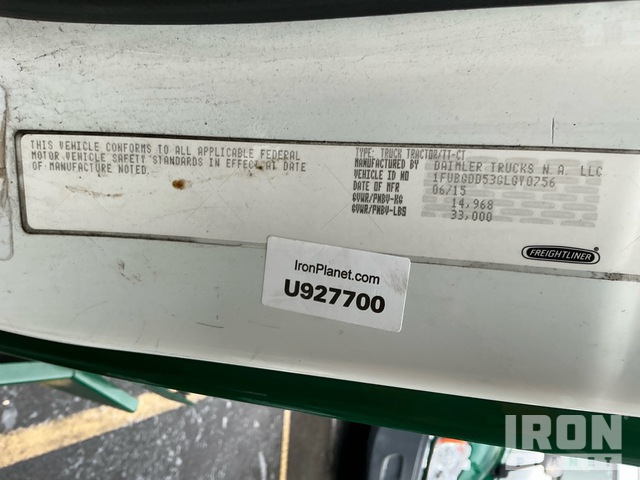 THIS VEHICLE CONFORMS TO ALL APPLICABLE FEDERAL
MOTOR VEHICLE SAFETY STANDARDS IN EFFECT AT DATE
OF MANUFACTURE NOTED.
TYPE: TRUCK TRACTOR/TT-CT
MANUFACTURED BY DAIMLER TRUCKS N.A. LLC
VEHICLE ID NO 1FUBGDD53GLGY0756
DATE OF MFR 06/15
GVWR/PNBV-KG 14,968
GVWR/PNBV-LBS 33,000
FREIGHTLINER
IronPlanet.com
U927700
IRON